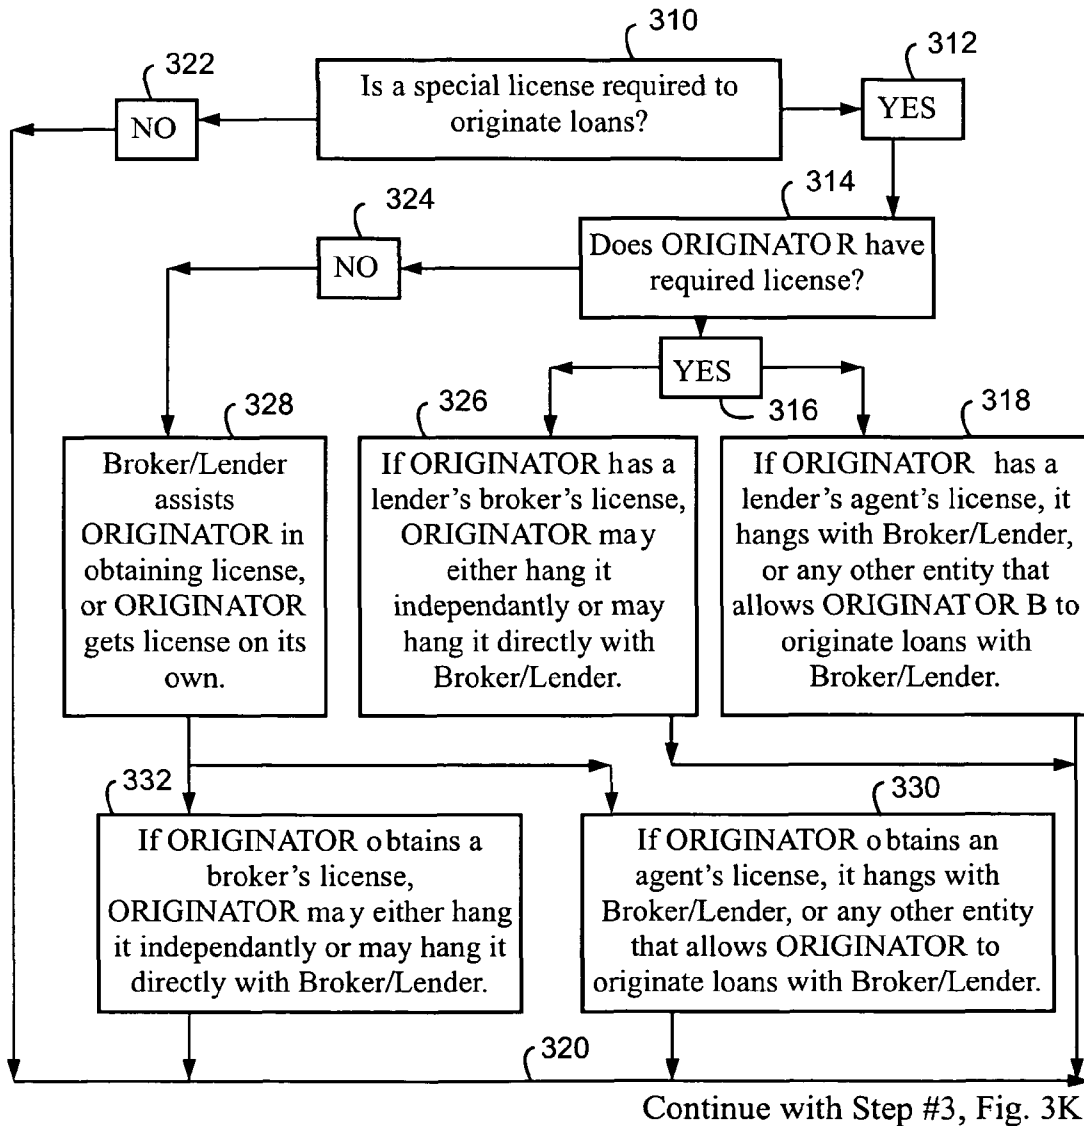 310
312
322
Is a special license required to
originate loans?
YES
NO
314
324
Does ORIGINATOR have
required license?
NO
YES
316
328
326
318
Broker/Lender
assists
ORIGINATOR in
obtaining license,
or ORIGINATOR
gets license on its
own.
If ORIGINATOR has a
lender's broker's license,
ORIGINATOR may
either hang it
independantly or may
hang it directly with
Broker/Lender.
If ORIGINATOR has a
lender's agent's license, it
hangs with Broker/Lender,
or any other entity that
allows ORIGINATOR B to
originate loans with
Broker/Lender.
332
330
If ORIGINATOR obtains a
broker's license,
ORIGINATOR may either hang
it independantly or may hang it
directly with Broker/Lender.
If ORIGINATOR obtains an
agent's license, it hangs with
Broker/Lender, or any other entity
that allows ORIGINATOR to
originate loans with Broker/Lender.
320
Continue with Step #3, Fig. 3K